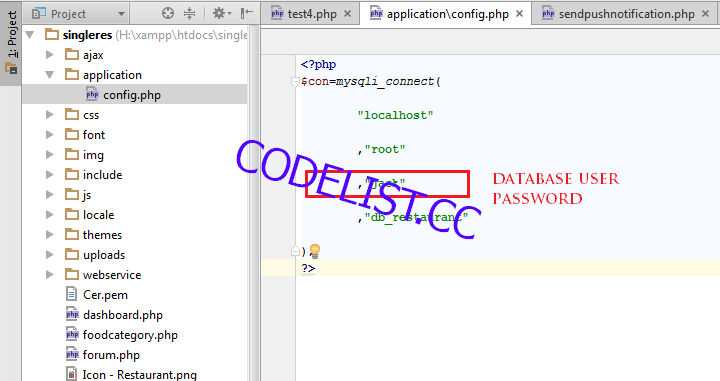 1: Project
Project
singleres (H:\xampp\htdocs\single
ajax
application
config.php
css
font
img
include
js
locale
themes
uploads
webservice
Cer.pem
dashboard.php
foodcategory.php
forum.php
Icon - Restaurant.png
test4.php
application\config.php
sendpushnotification.php
<?php
$con=mysqli_connect(
"localhost"
,"root"
,"jack"
,"db_restaurant"
);
?>
DATABASE USER
PASSWORD
CODELIST.CC